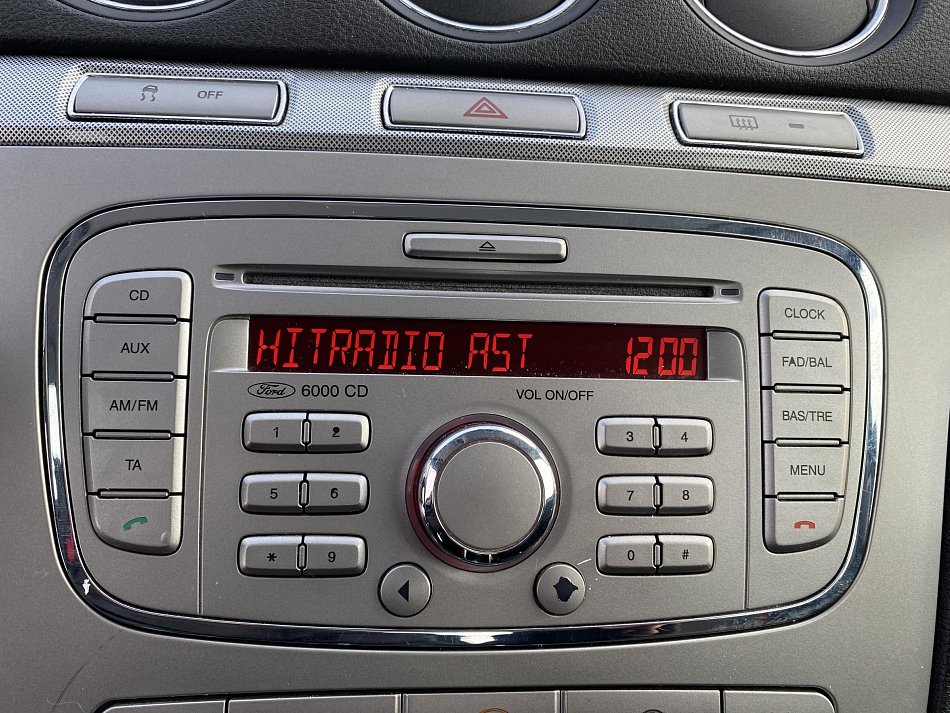 OFF
CD
AUX
AM/FM
TA
HITRADIO AST 1200
Ford 6000 CD
VOL ON/OFF
1 2
3 4
5 6
7 8
* 9
0 #
CLOCK
FAD/BAL
BAS/TRE
MENU